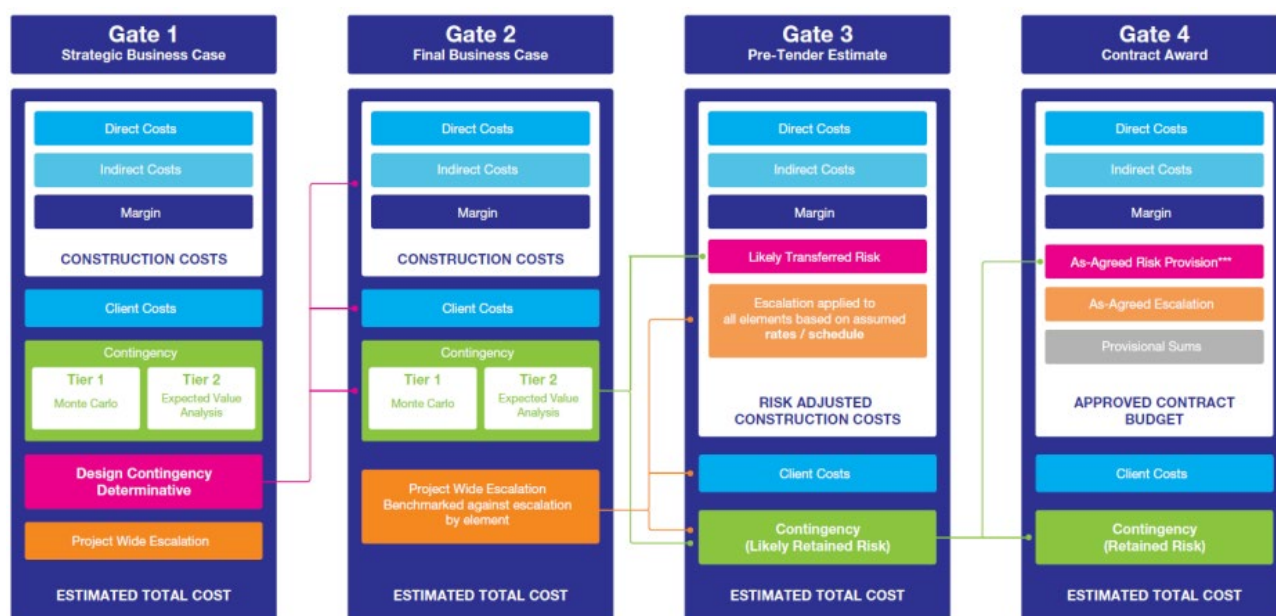 Gate 1
Strategic Business Case
Direct Costs
Indirect Costs
Margin
CONSTRUCTION COSTS
Client Costs
Contingency
Tier 1
Monte Carlo
Tier 2
Expected Value
Analysis
Design Contingency
Determinative
Project Wide Escalation
ESTIMATED TOTAL COST
Gate 2
Final Business Case
Direct Costs
Indirect Costs
Margin
CONSTRUCTION COSTS
Client Costs
Contingency
Tier 1
Monte Carlo
Tier 2
Expected Value
Analysis
Project Wide Escalation
Benchmarked against escalation
by element
ESTIMATED TOTAL COST
Gate 3
Pre-Tender Estimate
Direct Costs
Indirect Costs
Margin
Likely Transferred Risk
Escalation applied to
all elements based on assumed
rates / schedule
RISK ADJUSTED
CONSTRUCTION COSTS
Client Costs
Contingency
(Likely Retained Risk)
ESTIMATED TOTAL COST
Gate 4
Contract Award
Direct Costs
Indirect Costs
Margin
As-Agreed Risk Provision***
As-Agreed Escalation
Provisional Sums
APPROVED CONTRACT
BUDGET
Client Costs
Contingency
(Retained Risk)
ESTIMATED TOTAL COST